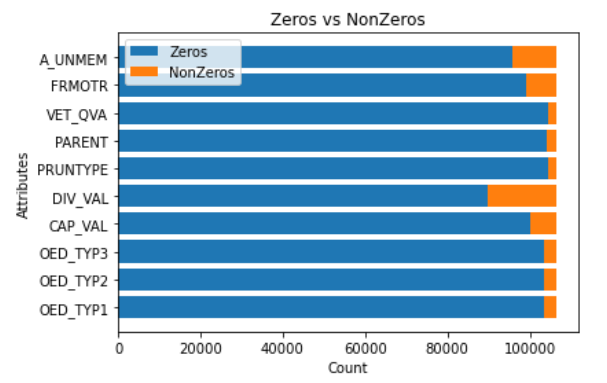 Zeros vs NonZeros
Zeros
NonZeros
A_UNMEM
FRMOTR
VET_QVA
PARENT
PRUNTYPE
DIV_VAL
CAP_VAL
OED_TYP3
OED_TYP2
OED_TYP1
Attributes
0 20000 40000 60000 80000 100000
Count